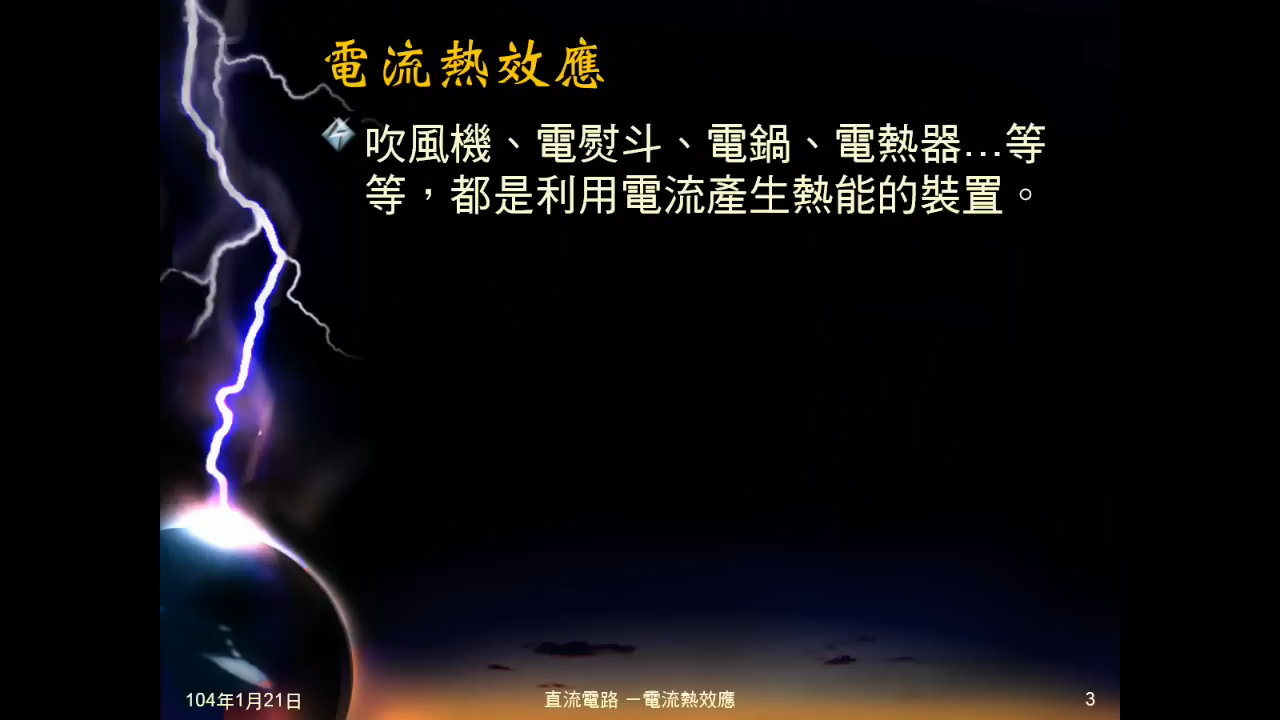 電流熱效應
吹風機、電熨斗、電鍋、電熱器…等
等，都是利用電流產生熱能的裝置。
104年1月21日
直流電路 －電流熱效應
3